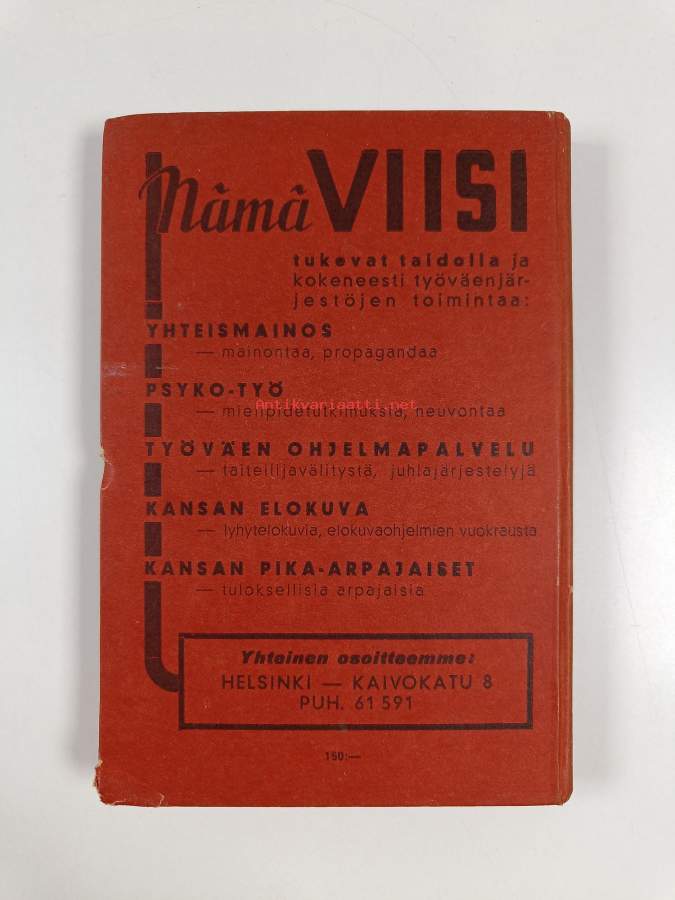 Nämä VIISI
tukevat taidolla ja
kokeneesti työväenjär-
jestöjen toimintaa:
YHTEISMAINOS
— mainontaa, propagandaa
PSYKO-TYÖ
Antikvariaatti.net
— mielipidetutkimuksia, neuvontaa
TYÖVÄEN OHJELMAPALVELU
— taiteilijavälitystä, juhlajärjestelyjä
KANSAN ELOKUVA
— lyhytelokuvia, elokuvaohjelmien vuokrausta
KANSAN PIKA-ARPAJAISET
— tuloksellisia arpajaisia
Yhteinen osoitteemme:
HELSINKI — KAIVOKATU 8
PUH. 61 591
150:—